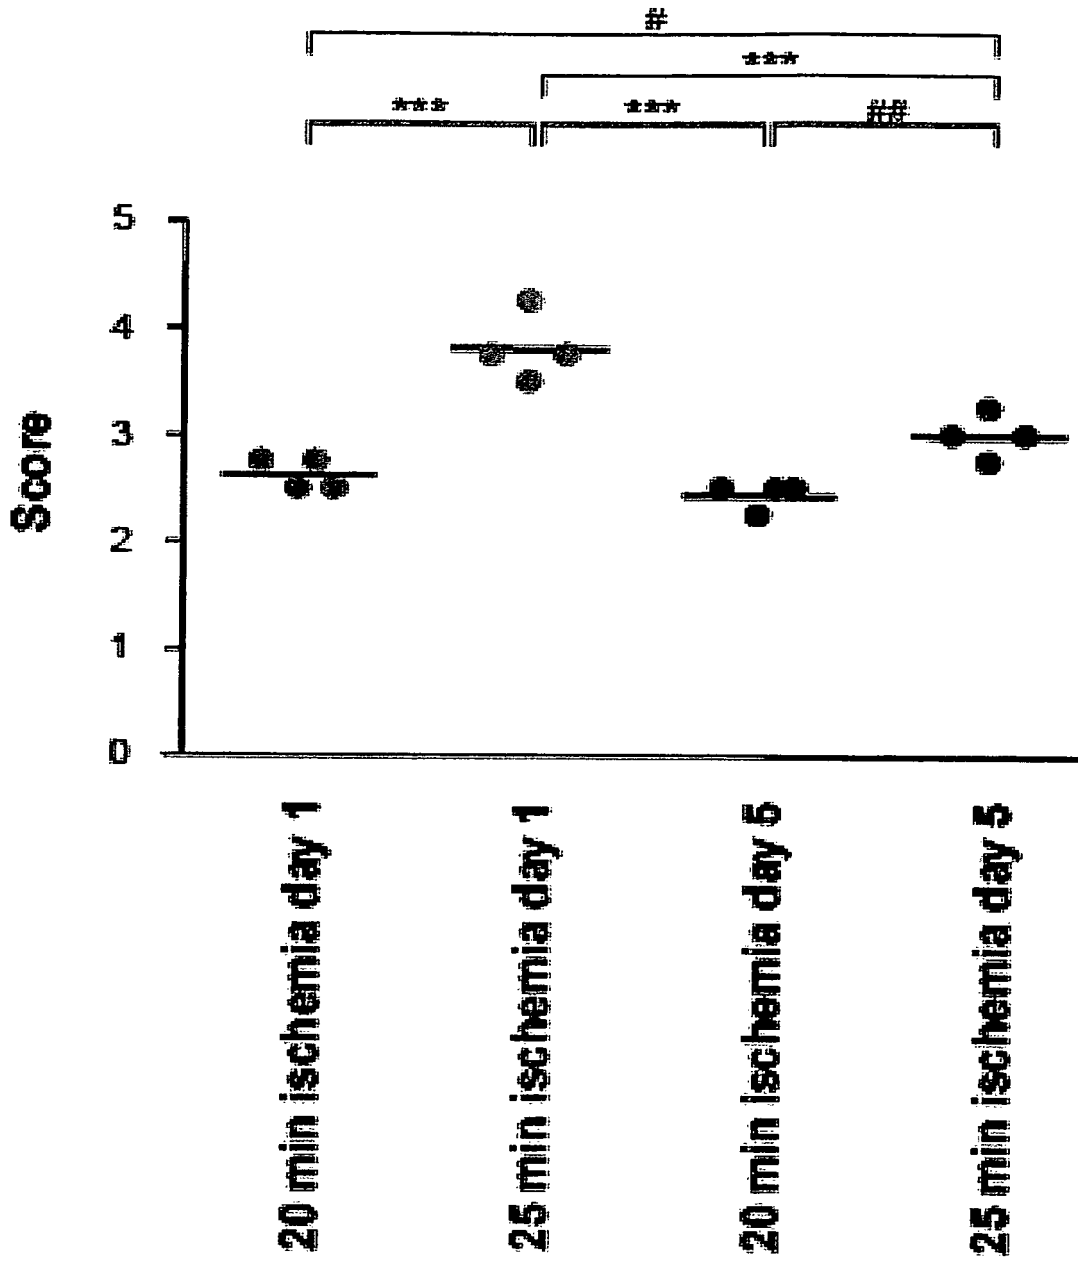 #
***
*** *** ##
5
4
3
2
1
0
Score
20 min ischemia day 1
25 min ischemia day 1
20 min ischemia day 5
25 min ischemia day 5